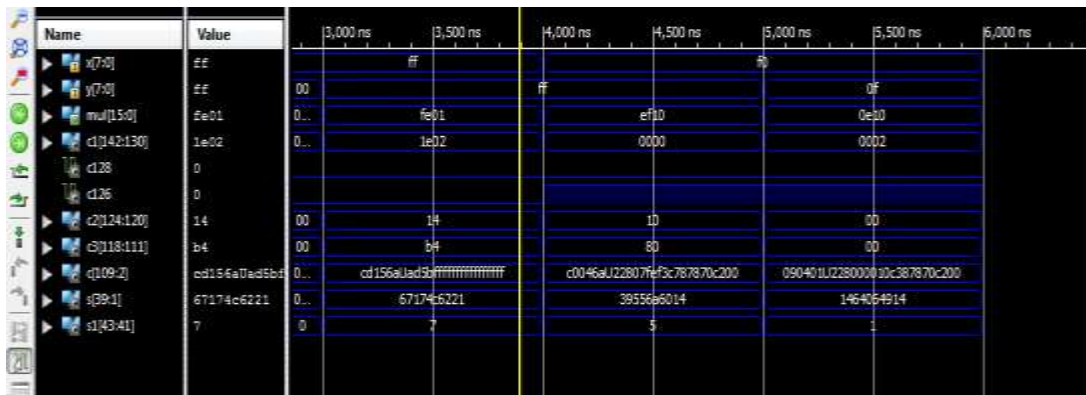 Name Value 3,000 ns 3,500 ns 4,000 ns 4,500 ns 5,000 ns 5,500 ns 6,000 ns
x[7:0] ff ff f0
y[7:0] ff 00 ff 0f
mul[15:0] fe01 0... fe01 ef10 0e10
c1[142:130] 1e02 0... 1e02 0000 0002
c128 0
c126 0
c2[124:120] 14 00 14 10 00
c3[118:111] b4 00 b4 80 00
c[109:2] 0...
s[39:1] 67174c6221 0... 67174c6221 39556a6014 1464064914
s1[43:41] 7 0 7 5 1